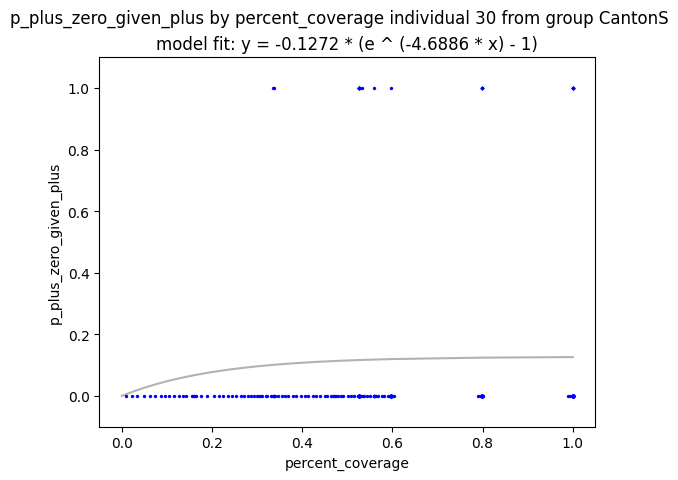 p_plus_zero_given_plus by percent_coverage individual 30 from group CantonS
model fit: y = -0.1272 * (e ^ (-4.6886 * x) - 1)
1.0
0.8
0.6
0.4
0.2
0.0
p_plus_zero_given_plus
0.0 0.2 0.4 0.6 0.8 1.0
percent_coverage